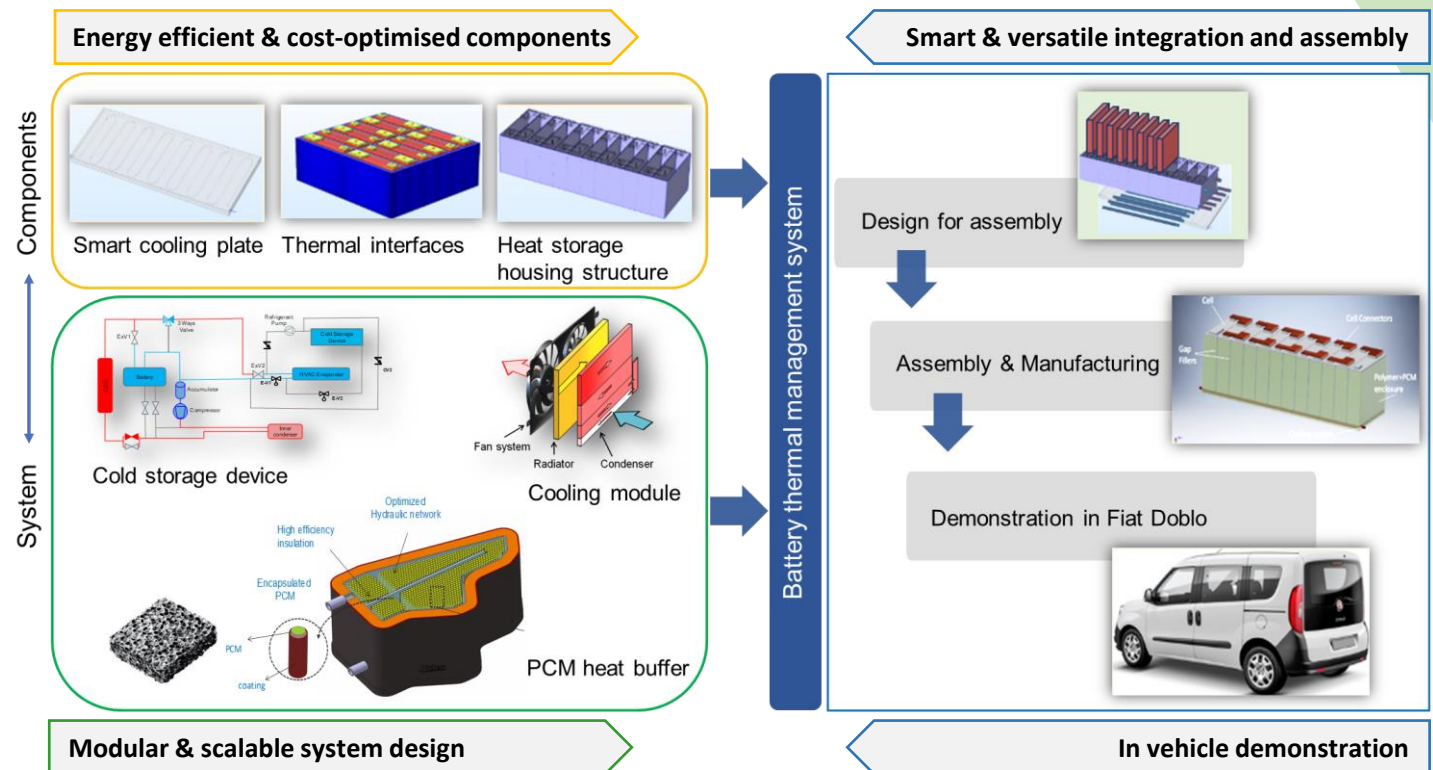 Energy efficient & cost-optimised components
Smart & versatile integration and assembly
Components
System
Smart cooling plate
Thermal interfaces
Heat storage
housing structure
ExV1
3 Ways
Valve
Refrigerant
Pump
Cold Storage
Device
Battery
ExV2
HVAC Evaporator
Accumulator
Compressor
Inner
condenser
Cold storage device
Fan system
Radiator
Condenser
Cooling module
Optimized
Hydraulic network
High efficiency
insulation
Encapsulated
PCM
PCM
coating
PCM heat buffer
Battery thermal management system
Design for assembly
Cell
Cell Connectors
Gap
Fillers
Polymer+PCM
enclosure
Assembly & Manufacturing
Demonstration in Fiat Doblo
Modular & scalable system design
In vehicle demonstration